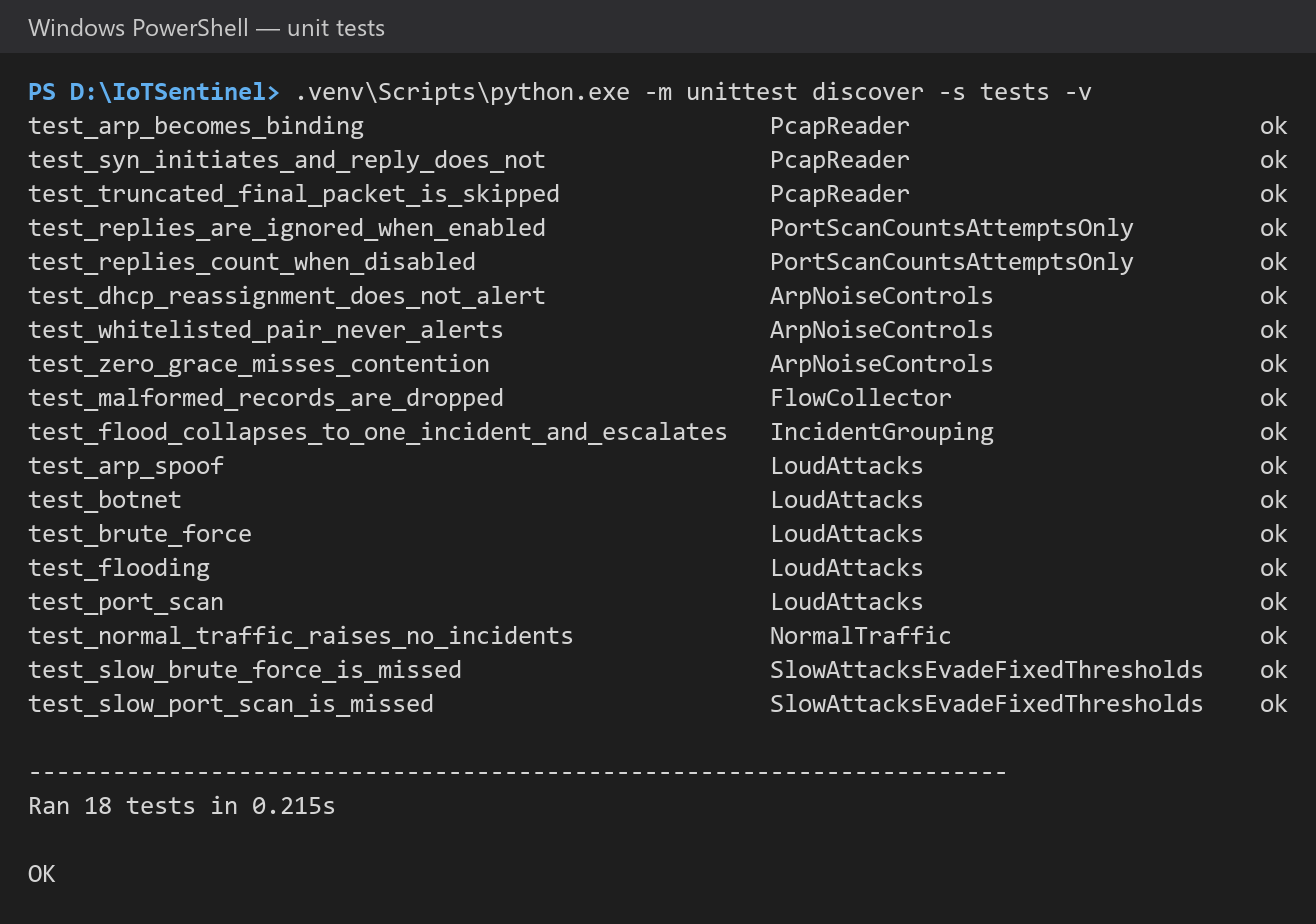 Windows PowerShell — unit tests
PS D:\IoTSentinel> .venv\Scripts\python.exe -m unittest discover -s tests -v
test_arp_becomes_binding PcapReader ok
test_syn_initiates_and_reply_does_not PcapReader ok
test_truncated_final_packet_is_skipped PcapReader ok
test_replies_are_ignored_when_enabled PortScanCountsAttemptsOnly ok
test_replies_count_when_disabled PortScanCountsAttemptsOnly ok
test_dhcp_reassignment_does_not_alert ArpNoiseControls ok
test_whitelisted_pair_never_alerts ArpNoiseControls ok
test_zero_grace_misses_contention ArpNoiseControls ok
test_malformed_records_are_dropped FlowCollector ok
test_flood_collapses_to_one_incident_and_escalates IncidentGrouping ok
test_arp_spoof LoudAttacks ok
test_botnet LoudAttacks ok
test_brute_force LoudAttacks ok
test_flooding LoudAttacks ok
test_port_scan LoudAttacks ok
test_normal_traffic_raises_no_incidents NormalTraffic ok
test_slow_brute_force_is_missed SlowAttacksEvadeFixedThresholds ok
test_slow_port_scan_is_missed SlowAttacksEvadeFixedThresholds ok
----------------------------------------------------------------------
Ran 18 tests in 0.215s
OK